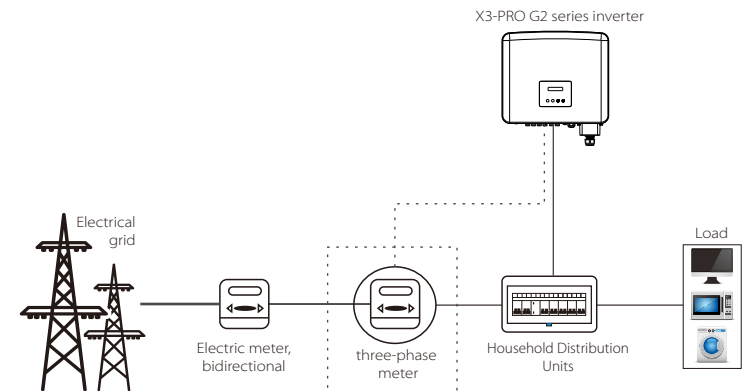 X3-PRO G2 series inverter
Electrical
grid
Load
Electric meter,
bidirectional
three-phase
meter
Household Distribution
Units